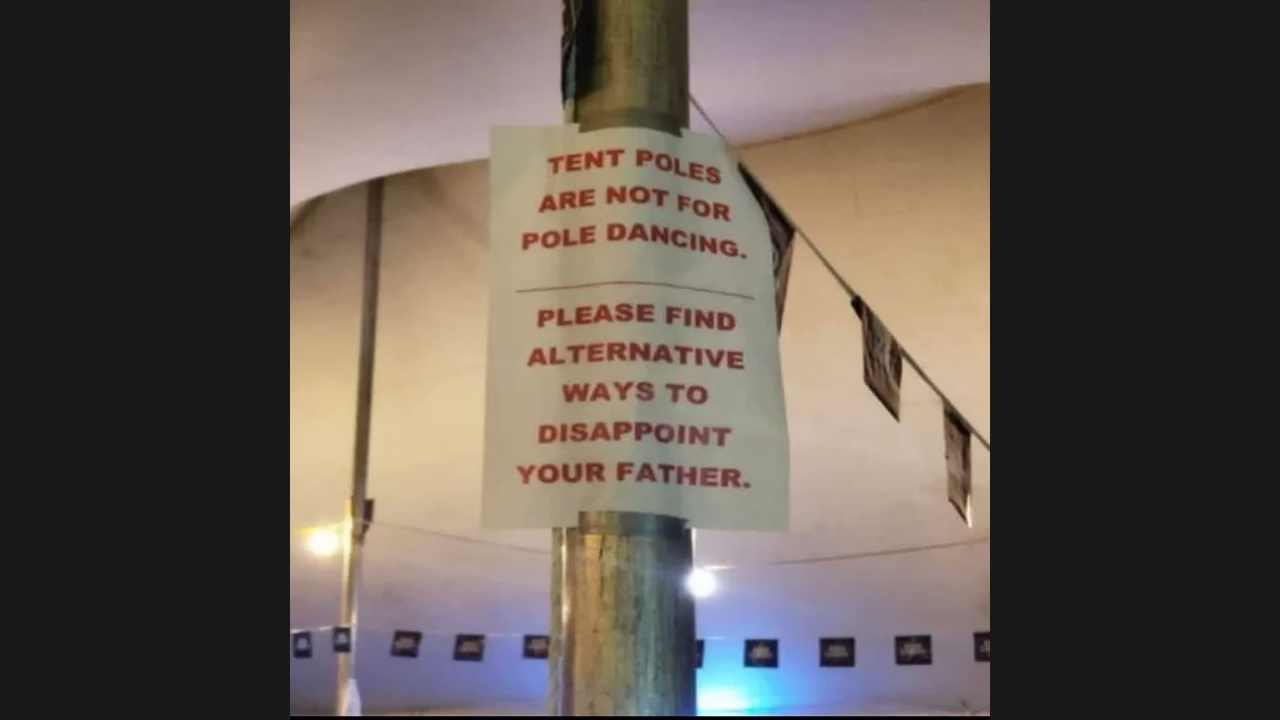 TENT POLES
ARE NOT FOR
POLE DANCING.
PLEASE FIND
ALTERNATIVE
WAYS TO
DISAPPOINT
YOUR FATHER.